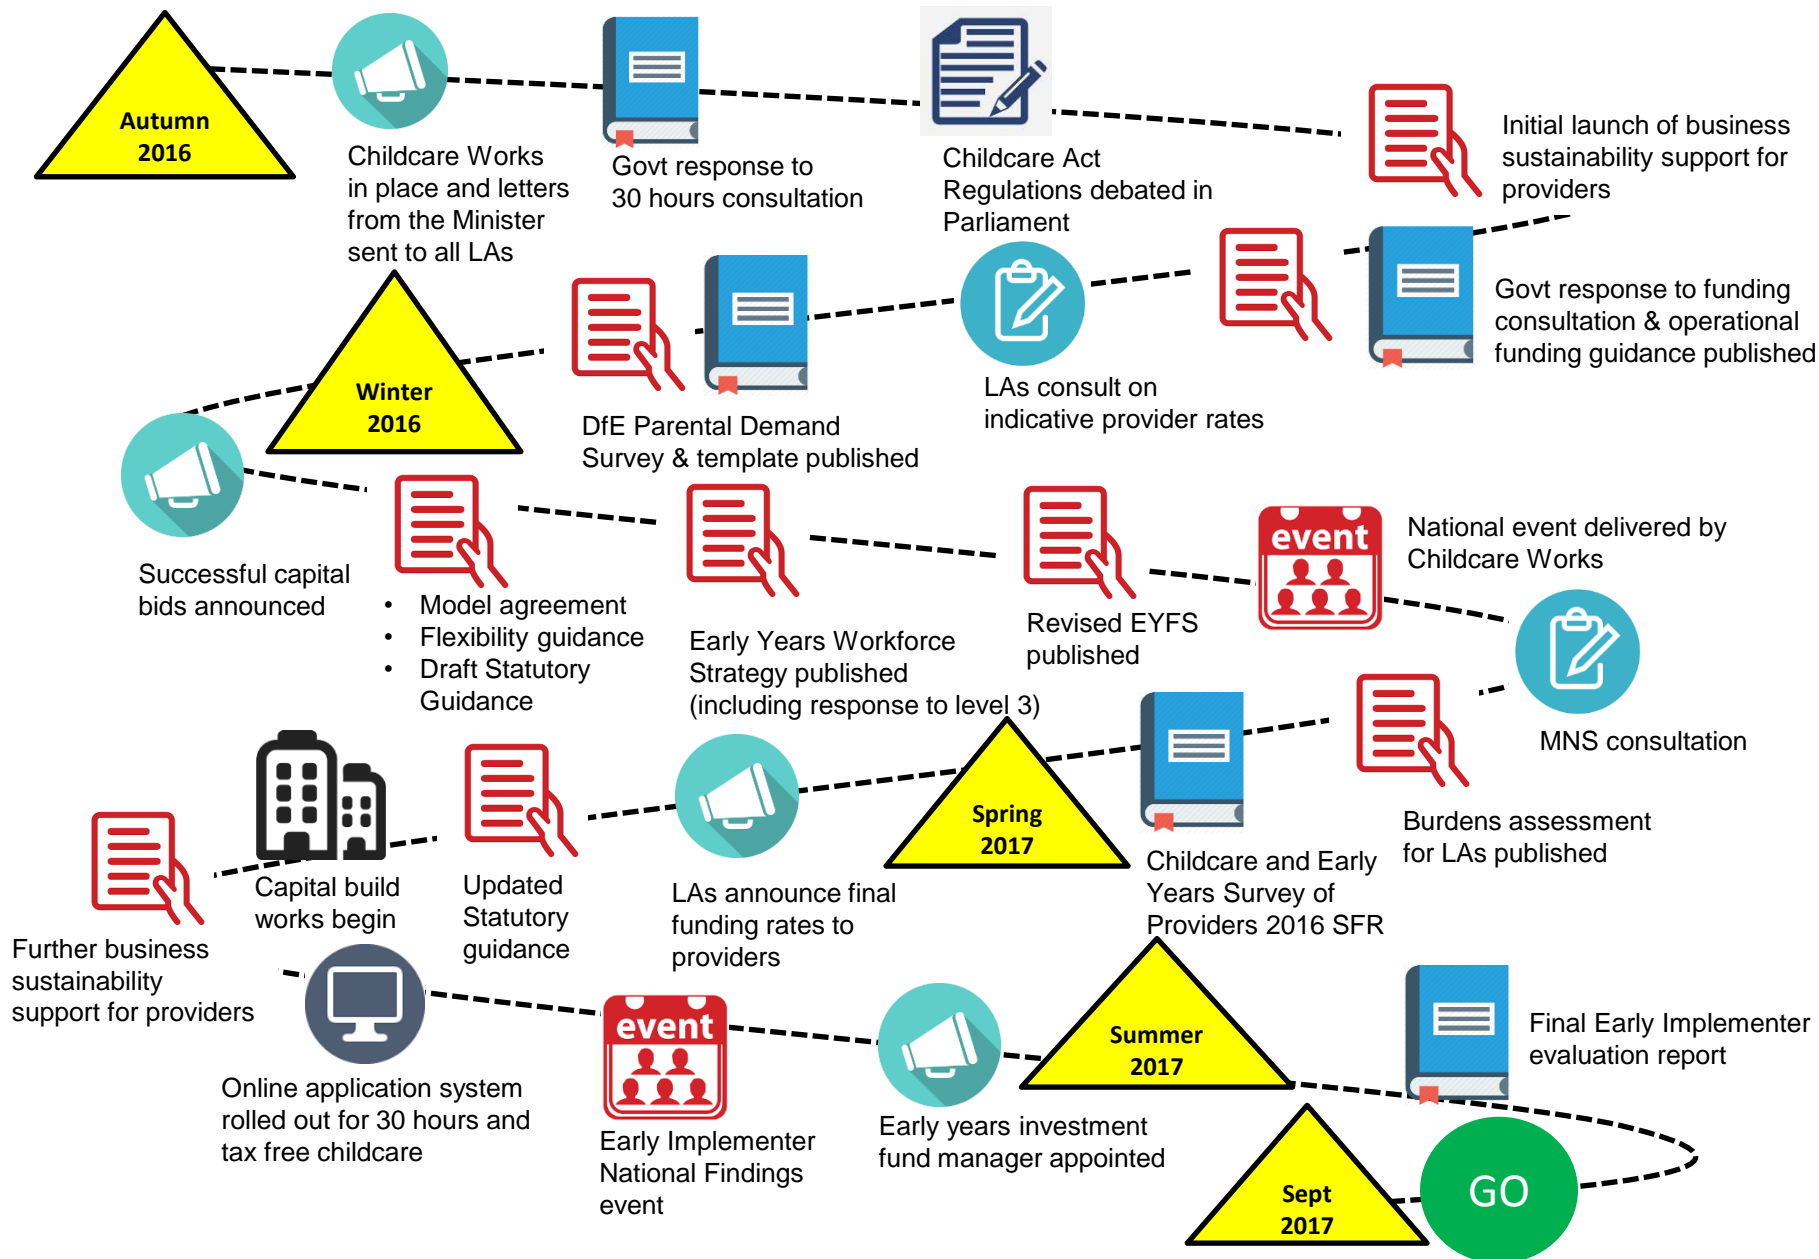 Autumn
2016
Childcare Works
in place and letters
from the Minister
sent to all LAs
Govt response to
30 hours consultation
Childcare Act
Regulations debated in
Parliament
Initial launch of business
sustainability support for
providers
Govt response to funding
consultation & operational
funding guidance published
LAs consult on
indicative provider rates
DfE Parental Demand
Survey & template published
Winter
2016
Successful capital
bids announced
• Model agreement
• Flexibility guidance
• Draft Statutory
Guidance
Early Years Workforce
Strategy published
(including response to level 3)
Revised EYFS
published
event
National event delivered by
Childcare Works
MNS consultation
Burdens assessment
for LAs published
Childcare and Early
Years Survey of
Providers 2016 SFR
Spring
2017
LAs announce final
funding rates to
providers
Updated
Statutory
guidance
Capital build
works begin
Further business
sustainability
support for providers
Online application system
rolled out for 30 hours and
tax free childcare
event
Early Implementer
National Findings
event
Early years investment
fund manager appointed
Summer
2017
Final Early Implementer
evaluation report
Sept
2017
GO